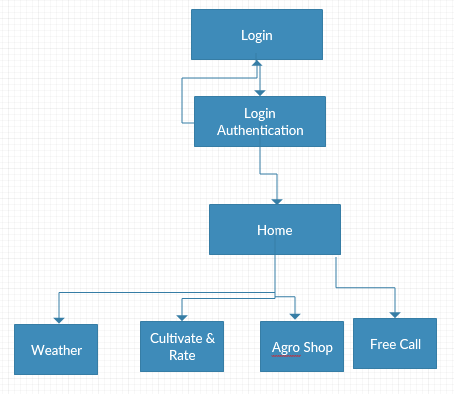 Login
Login
Authentication
Home
Weather
Cultivate &
Rate
Agro Shop
Free Call